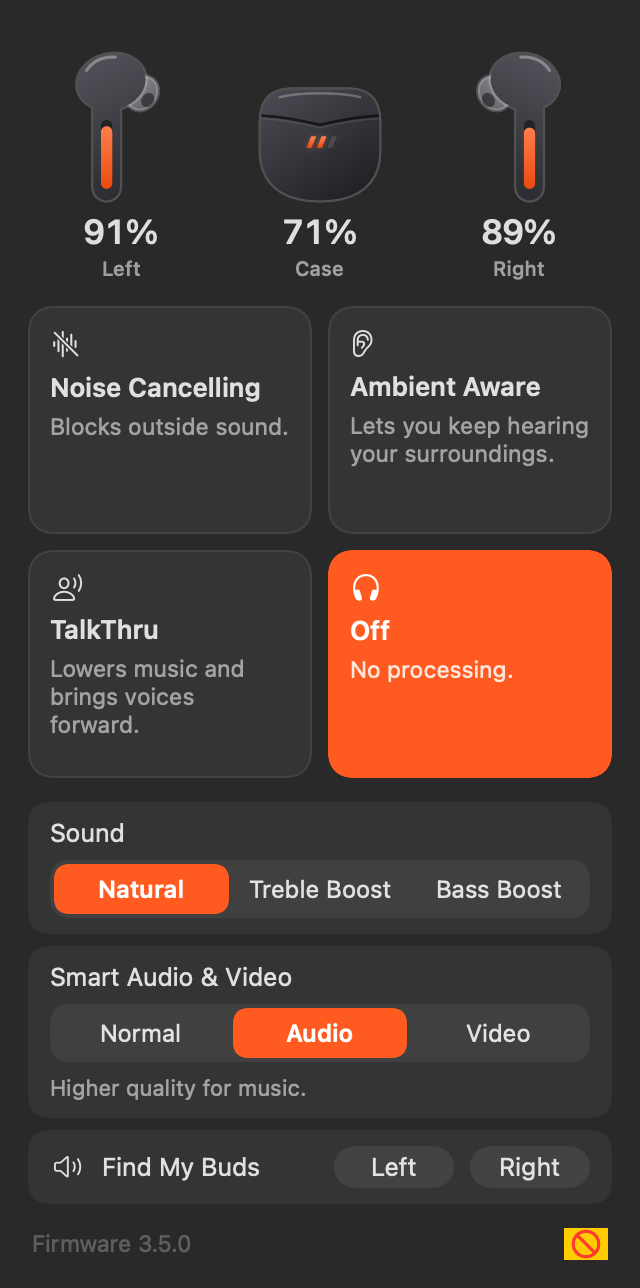 91%
71%
89%
Left
Case
Right
Noise Cancelling
Blocks outside sound.
Ambient Aware
Lets you keep hearing
your surroundings.
TalkThru
Lowers music and
brings voices
forward.
Off
No processing.
Sound
Natural
Treble Boost
Bass Boost
Smart Audio & Video
Normal
Audio
Video
Higher quality for music.
Find My Buds
Left
Right
Firmware 3.5.0